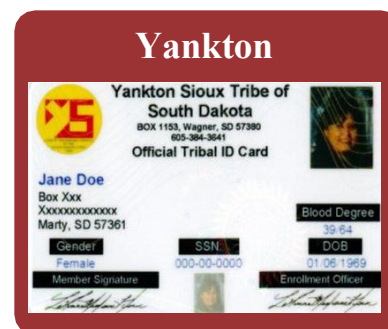 Yankton
Yankton Sioux Tribe of
South Dakota
BOX 1153, Wagner, SD 57380
605-384-3641
Official Tribal ID Card
YS
Jane Doe
Box Xxx
Xxxxxxxxxxxxx
Marty, SD 57361
Blood Degree
39/64
Gender
SSN:
DOB
Female
000-00-0000
01.06.1969
Member Signature
Enrollment Officer